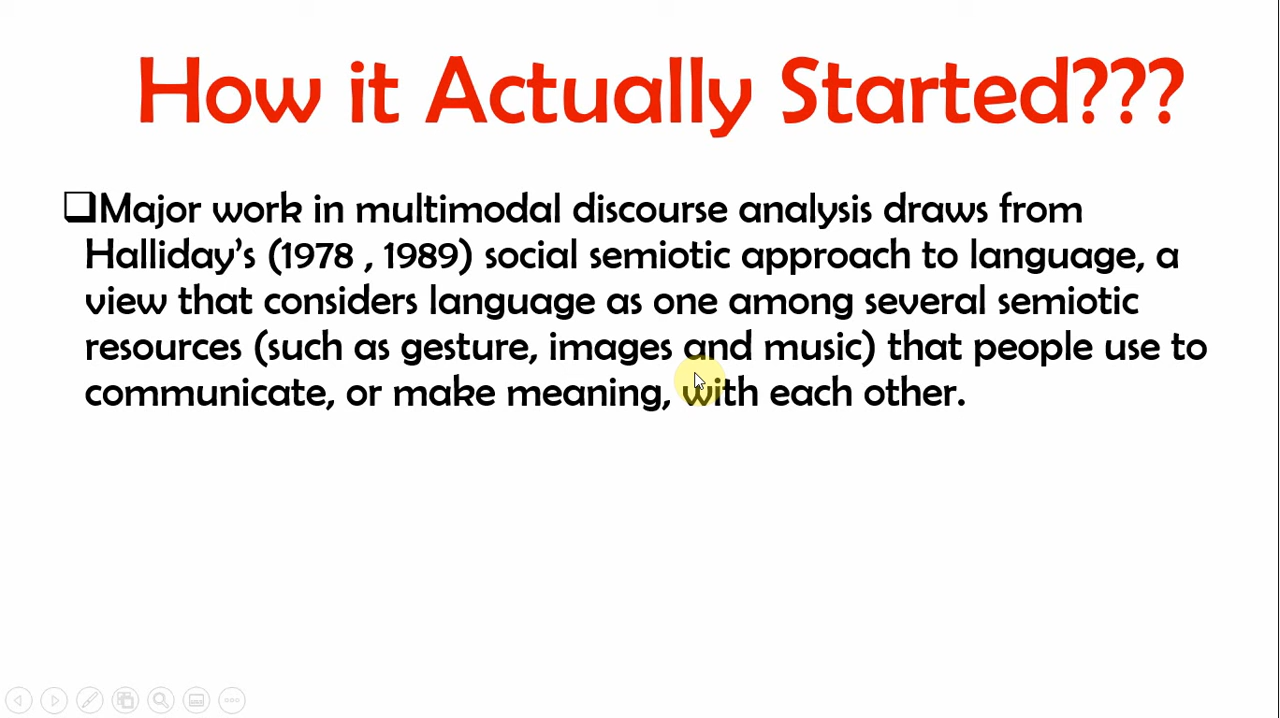 How it Actually Started???
❑Major work in multimodal discourse analysis draws from
Halliday’s (1978 , 1989) social semiotic approach to language, a
view that considers language as one among several semiotic
resources (such as gesture, images and music) that people use to
communicate, or make meaning, with each other.